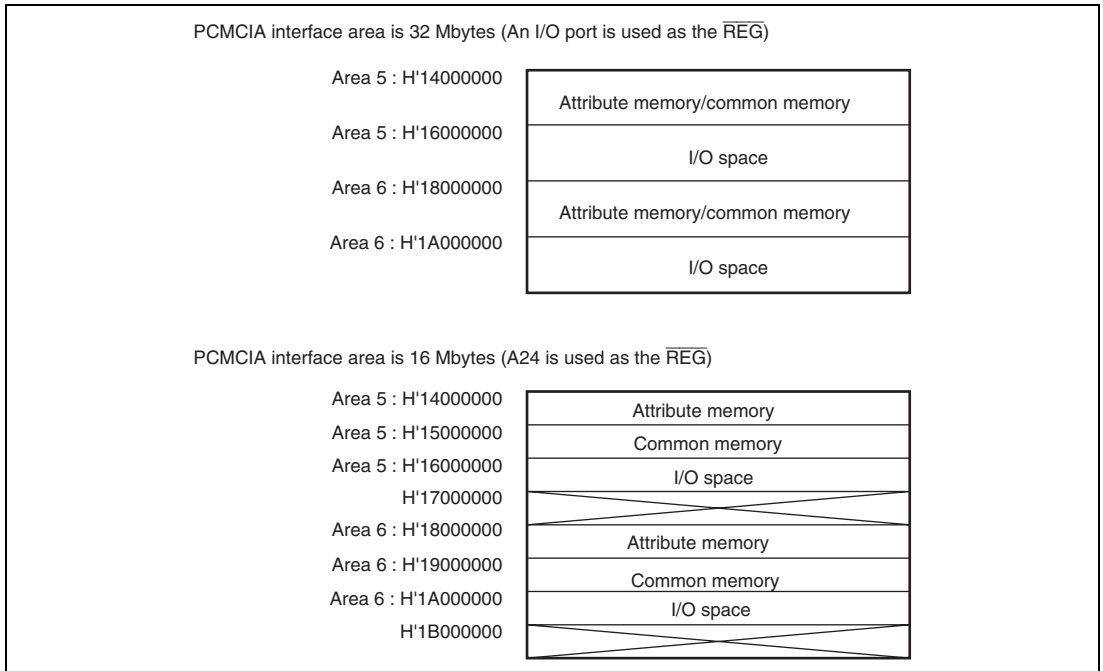 PCMCIA interface area is 32 Mbytes (An I/O port is used as the R̅E̅G̅)
Area 5 : H'14000000
Attribute memory/common memory
Area 5 : H'16000000
I/O space
Area 6 : H'18000000
Attribute memory/common memory
Area 6 : H'1A000000
I/O space
PCMCIA interface area is 16 Mbytes (A24 is used as the R̅E̅G̅)
Area 5 : H'14000000
Attribute memory
Area 5 : H'15000000
Common memory
Area 5 : H'16000000
I/O space
H'17000000
Area 6 : H'18000000
Attribute memory
Area 6 : H'19000000
Common memory
Area 6 : H'1A000000
I/O space
H'1B000000